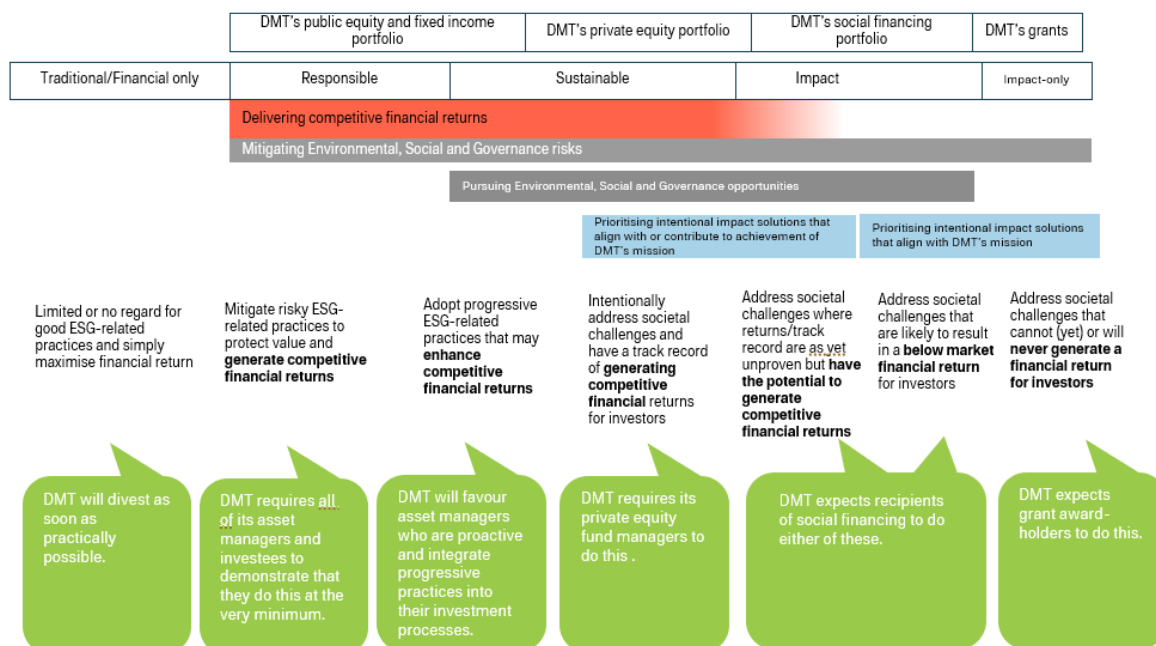 DMT's public equity and fixed income
portfolio
DMT's private equity portfolio
DMT's social financing
portfolio
DMT's grants
Traditional/Financial only
Responsible
Sustainable
Impact
Impact-only
Delivering competitive financial returns
Mitigating Environmental, Social and Governance risks
Pursuing Environmental, Social and Governance opportunities
Prioritising intentional impact solutions that
align with or contribute to achievement of
DMT's mission
Prioritising intentional impact solutions
that align with DMT's mission
Limited or no regard for
good ESG-related
practices and simply
maximise financial return
Mitigate risky ESG-
related practices to
protect value and
generate competitive
financial returns
Adopt progressive
ESG-related
practices that may
enhance
competitive
financial returns
Intentionally
address societal
challenges and
have a track record
of generating
competitive
financial returns
for investors
Address societal
challenges where
returns/track
record are as yet
unproven but have
the potential to
generate
competitive
financial returns
Address societal
challenges that
are likely to result
in a below market
financial return
for investors
Address societal
challenges that
cannot (yet) or will
never generate a
financial return
for investors
DMT will divest as
soon as
practically
possible.
DMT requires all
of its asset
managers and
investees to
demonstrate that
they do this at the
very minimum.
DMT will favour
asset managers
who are proactive
and integrate
progressive
practices into
their investment
processes.
DMT requires its
private equity
fund managers to
do this .
DMT expects recipients
of social financing to do
either of these.
DMT expects
grant award-
holders to do this.